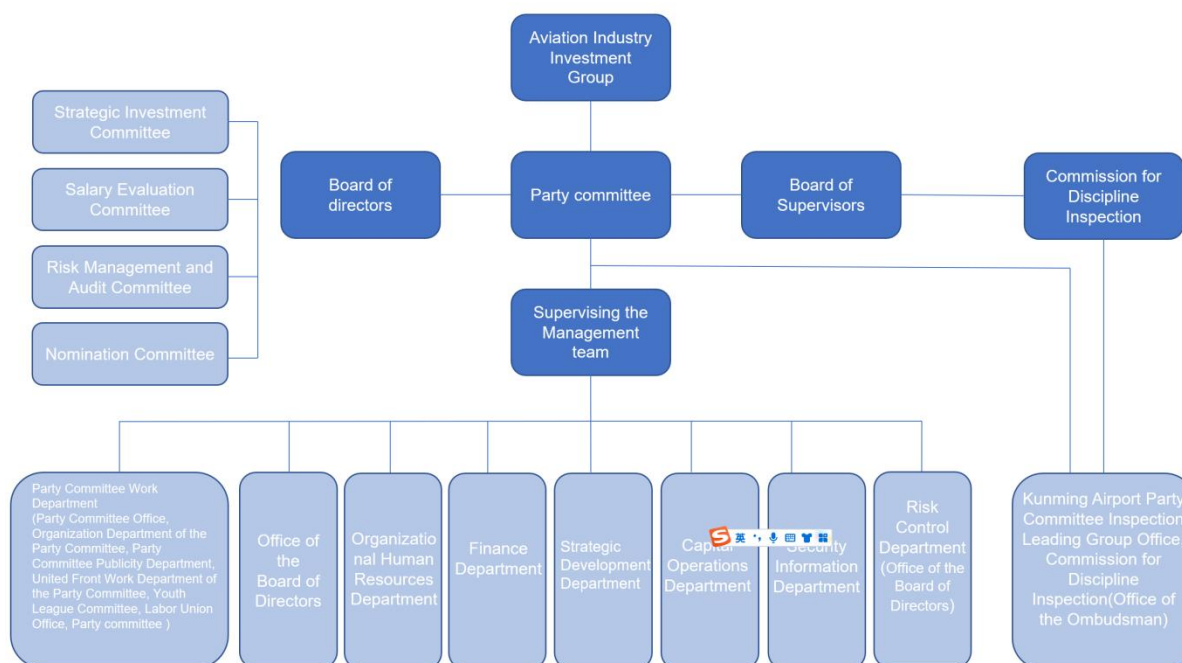 Aviation Industry
Investment
Group
Strategic Investment
Committee
Salary Evaluation
Committee
Risk Management and
Audit Committee
Nomination Committee
Board of
directors
Party committee
Board of
Supervisors
Commission for
Discipline
Inspection
Supervising the
Management
team
Party Committee Work
Department
(Party Committee Office,
Organization Department of the
Party Committee, Party
Committee Publicity Department,
United Front Work Department of
the Party Committee, Youth
League Committee, Labor Union
Office, Party committee )
Office of
the
Board of
Directors
Organizatio
nal Human
Resources
Department
Finance
Department
Strategic
Development
Department
Capital
Operations
Department
英
Security
Information
Department
Risk
Control
Department
(Office of the
Board of
Directors)
Kunming Airport Party
Committee Inspection
Leading Group Office
Commission for
Discipline
Inspection(Office of
the Ombudsman)